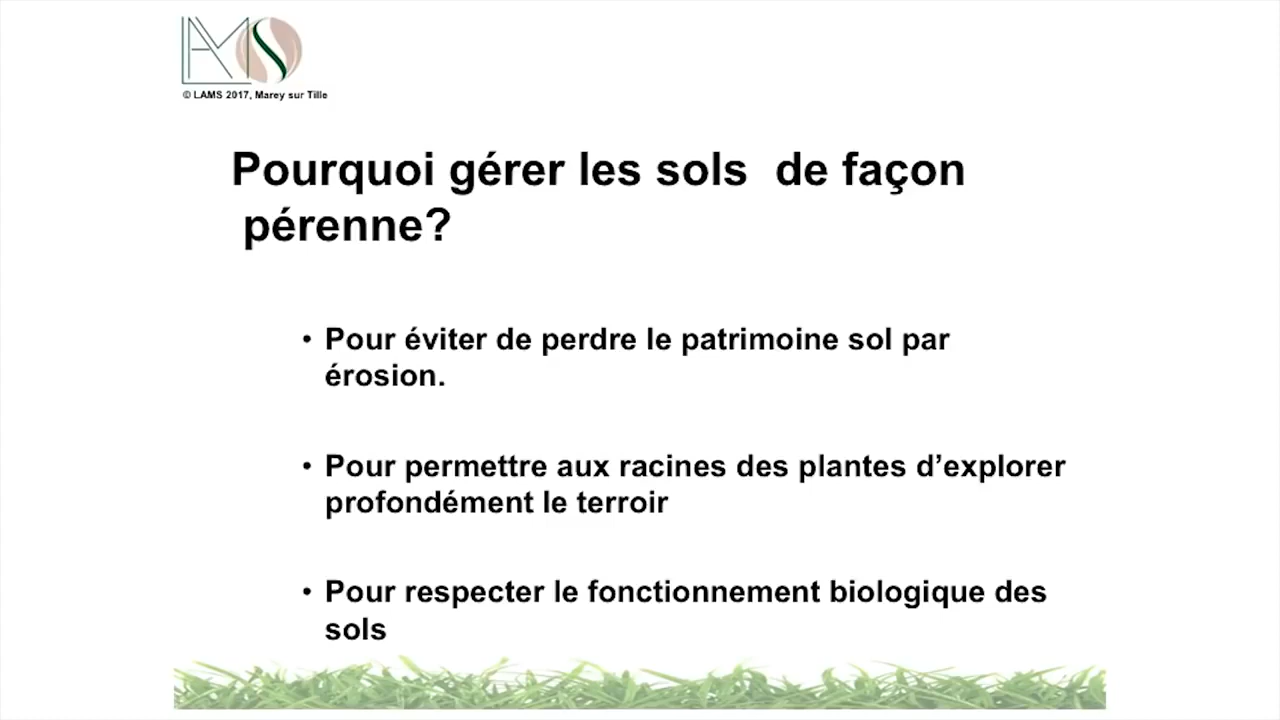 LAMS
© LAMS 2017, Marey sur Tille
Pourquoi gérer les sols de façon
pérenne?
• Pour éviter de perdre le patrimoine sol par
érosion.
• Pour permettre aux racines des plantes d’explorer
profondément le terroir
• Pour respecter le fonctionnement biologique des
sols